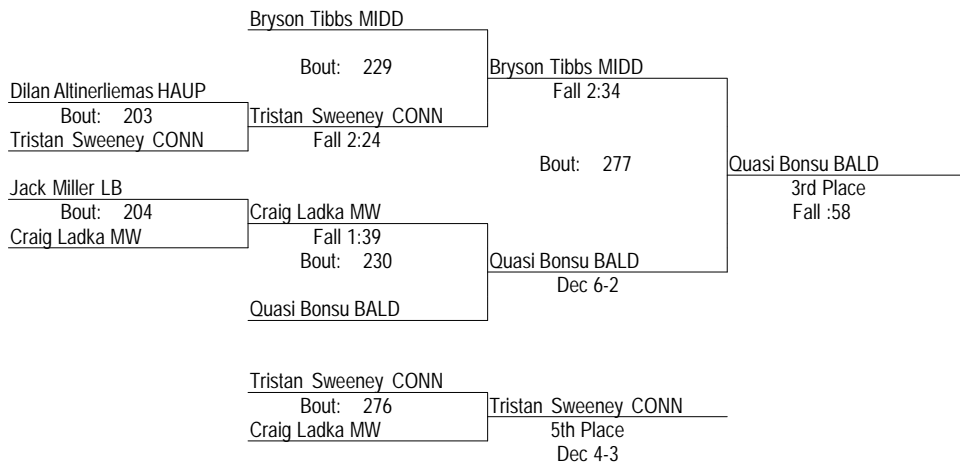 Bryson Tibbs MIDD
Bout: 229
Bryson Tibbs MIDD
Fall 2:34
Dilan Altinerliemas HAUP
Bout: 203
Tristan Sweeney CONN
Tristan Sweeney CONN
Fall 2:24
Bout: 277
Quasi Bonsu BALD
3rd Place
Fall :58
Jack Miller LB
Bout: 204
Craig Ladka MW
Craig Ladka MW
Fall 1:39
Bout: 230
Quasi Bonsu BALD
Dec 6-2
Quasi Bonsu BALD
Tristan Sweeney CONN
Bout: 276
Craig Ladka MW
Tristan Sweeney CONN
5th Place
Dec 4-3